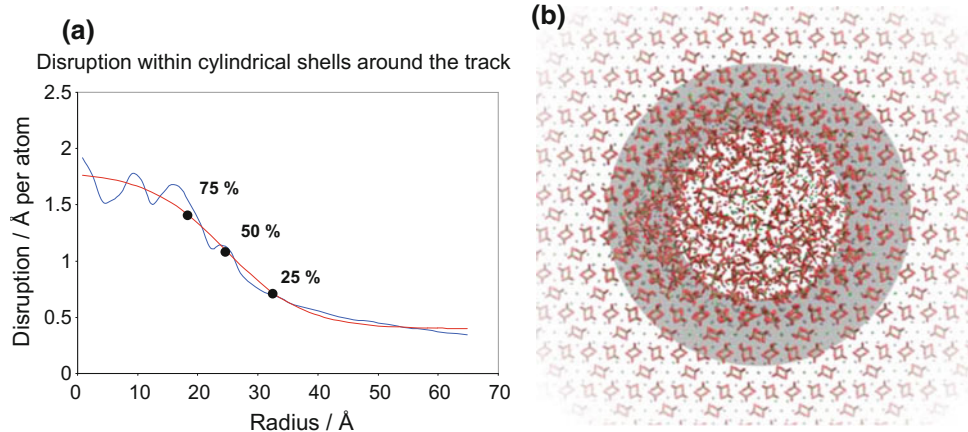 (a)
Disruption within cylindrical shells around the track
2.5
2
1.5
1
0.5
0
Disruption / Å per atom
75 %
50 %
25 %
0 10 20 30 40 50 60 70
Radius / Å
(b)